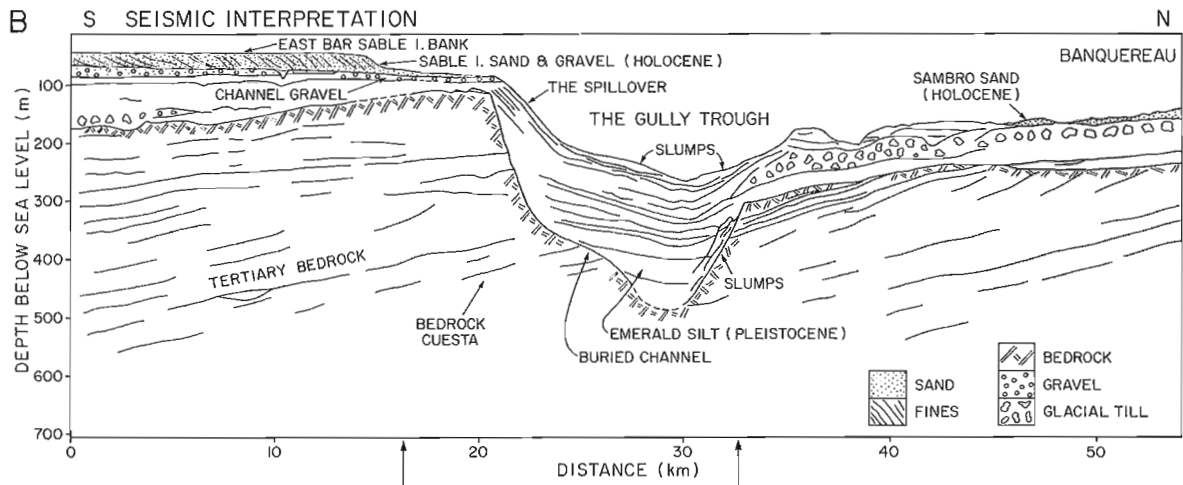 B S SEISMIC INTERPRETATION N
EAST BAR SABLE I. BANK
SABLE I. SAND & GRAVEL (HOLOCENE)
BANQUEREAU
CHANNEL GRAVEL
THE SPILLOVER
SAMBRO SAND
(HOLOCENE)
THE GULLY TROUGH
SLUMPS
TERTIARY BEDROCK
SLUMPS
BEDROCK
CUESTA
EMERALD SILT (PLEISTOCENE)
BURIED CHANNEL
BEDROCK
SAND
GRAVEL
FINES
GLACIAL TILL
DEPTH BELOW SEA LEVEL (m)
100
200
300
400
500
600
700
0 10 20 30 40 50
DISTANCE (km)